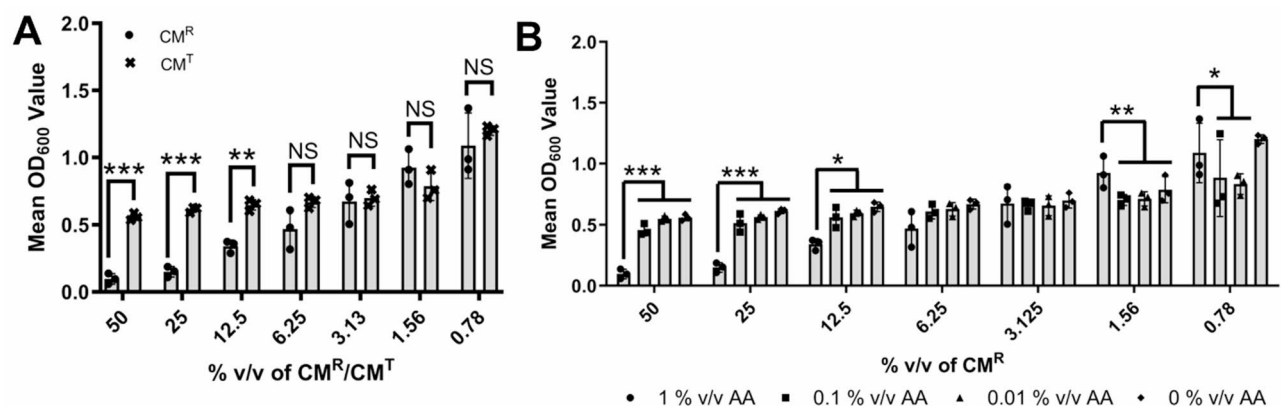 A
CM^R
CM^T
Mean OD₆₀₀ Value
2.0
1.5
1.0
0.5
0.0
***
***
**
NS
NS
NS
NS
50
25
12.5
6.25
3.13
1.56
0.78
% v/v of CM^R/CM^T
B
Mean OD₆₀₀ Value
2.0
1.5
1.0
0.5
0.0
***
***
*
**
*
50
25
12.5
6.25
3.125
1.56
0.78
% v/v of CM^R
1 % v/v AA
0.1 % v/v AA
0.01 % v/v AA
0 % v/v AA